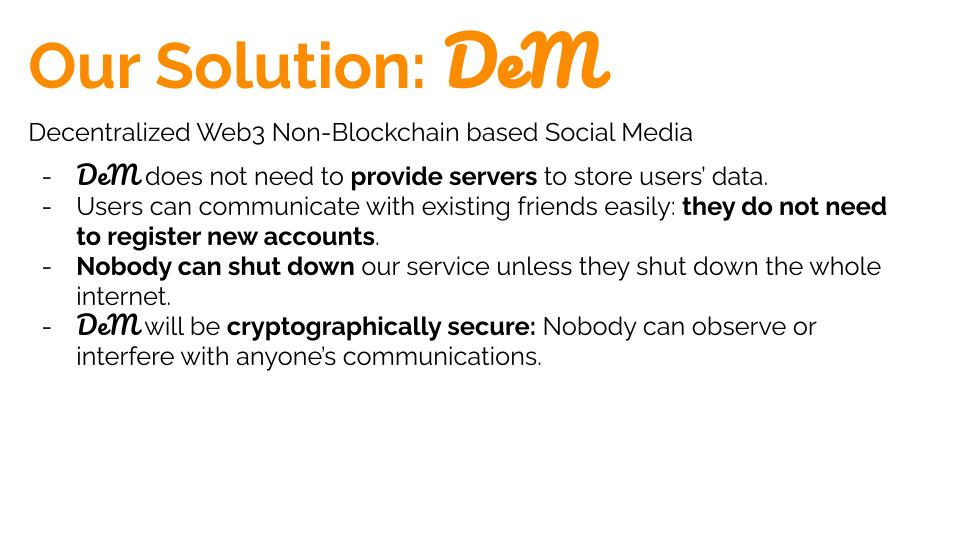 Our Solution: DeM
Decentralized Web3 Non-Blockchain based Social Media
- DeM does not need to provide servers to store users’ data.
- Users can communicate with existing friends easily: they do not need
to register new accounts.
- Nobody can shut down our service unless they shut down the whole
internet.
- DeM will be cryptographically secure: Nobody can observe or
interfere with anyone’s communications.